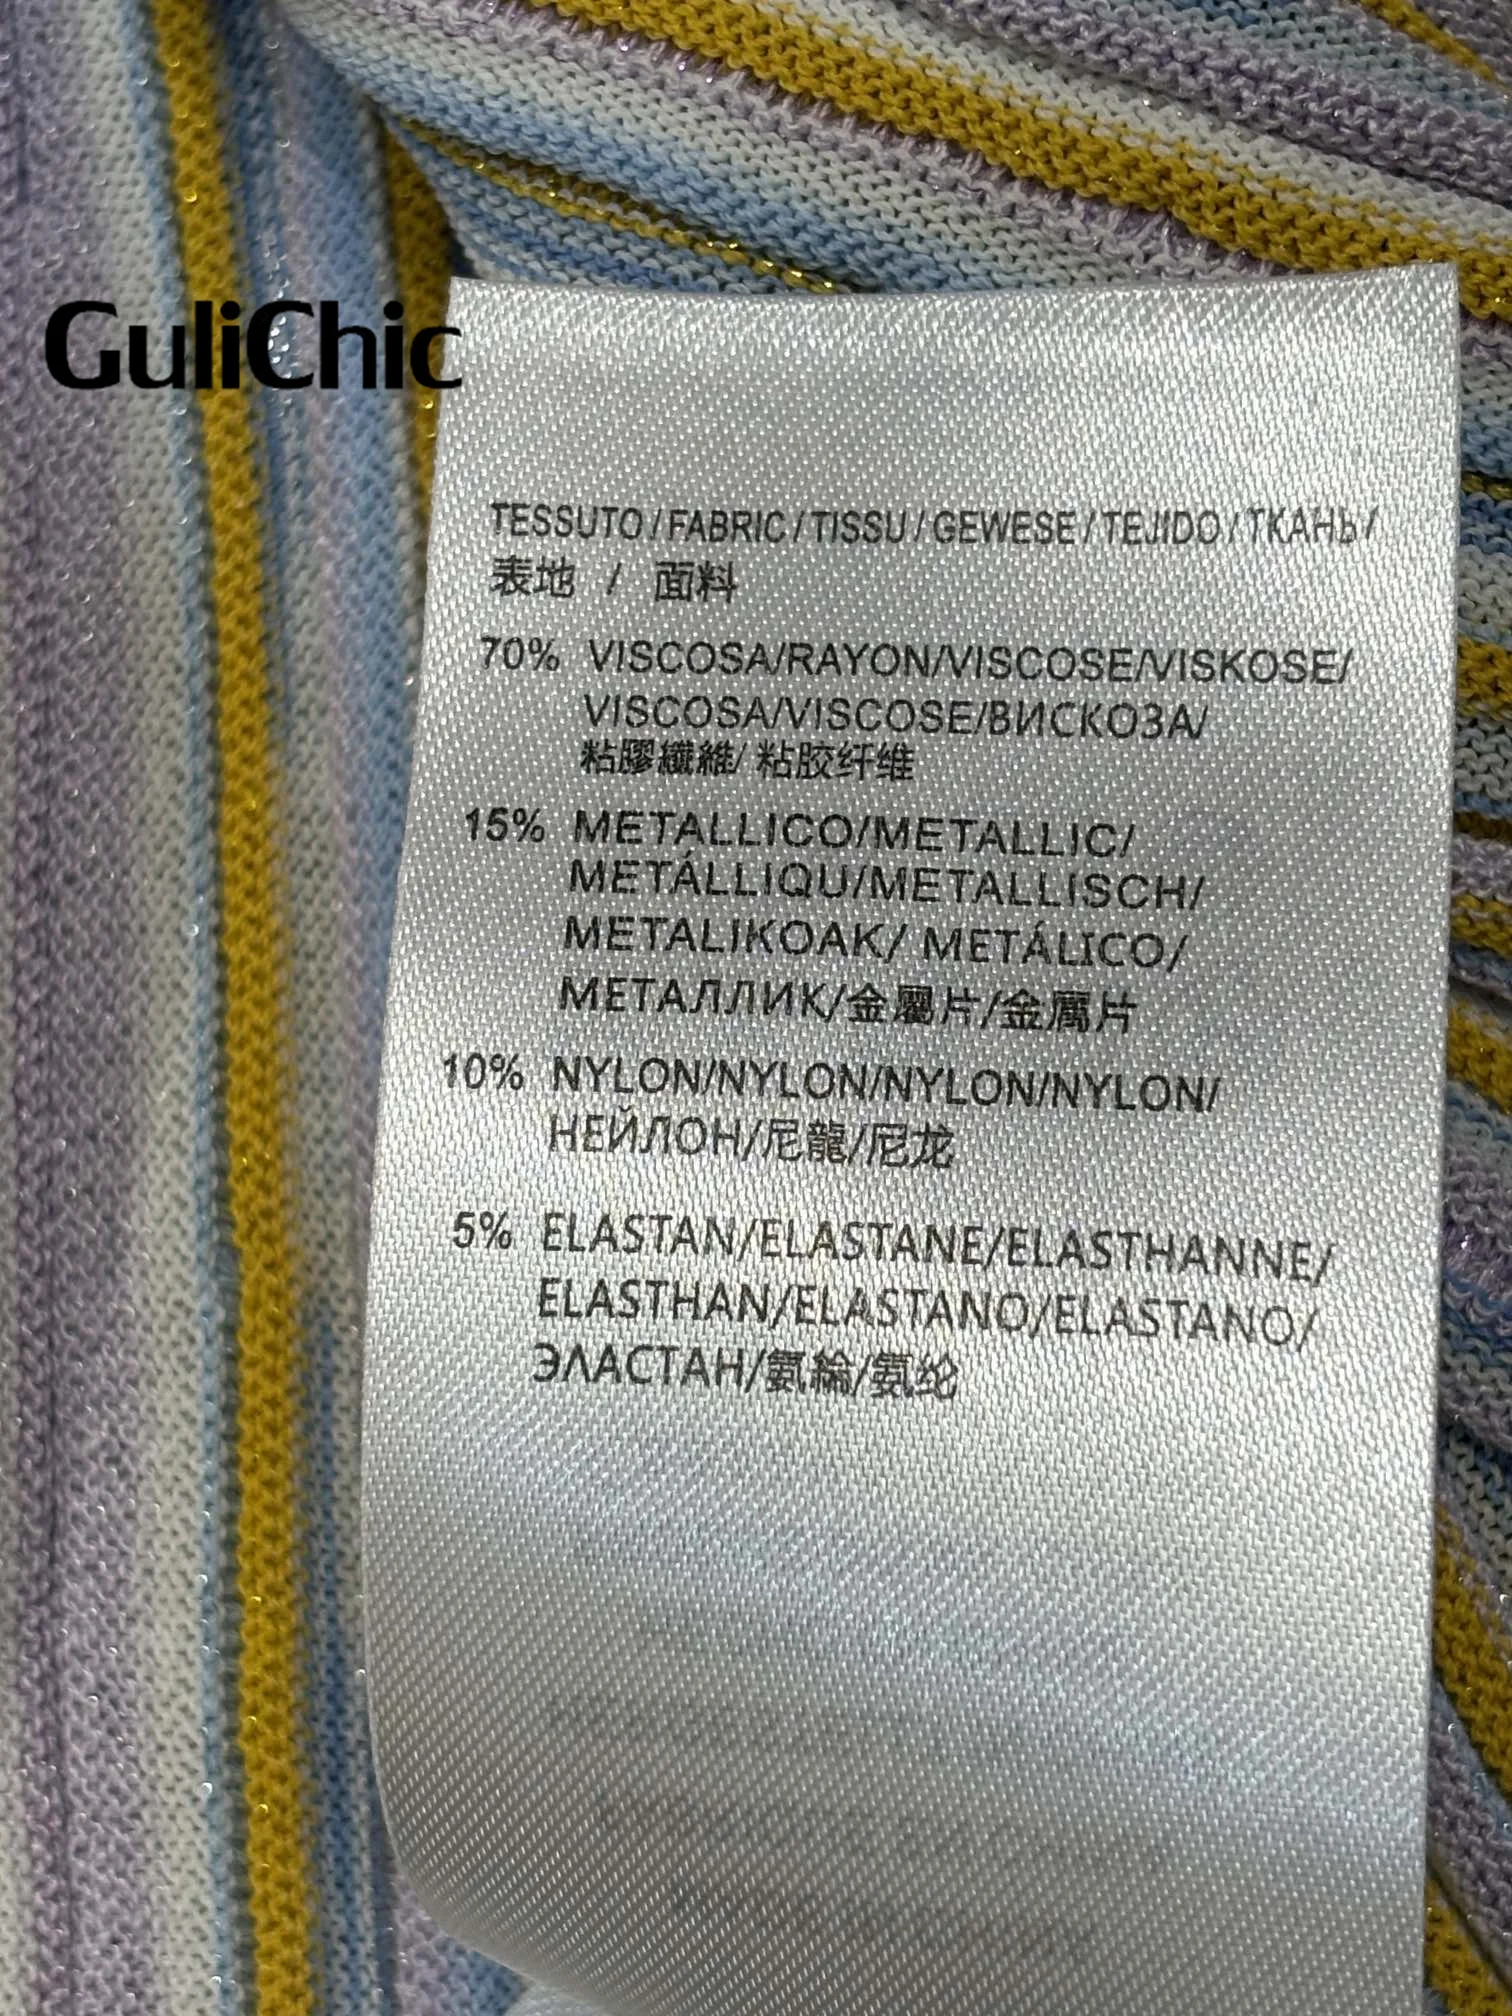 GuliChic
TESSUTO/FABRIC/TISSU/GEWESE/TEJIDO/ТКАНЬ/
表地 / 面料
70% VISCOSA/RAYON/VISCOSE/VISKOSE/
VISCOSA/VISCOSE/ВИСКОЗА/
粘膠纖維/粘胶纤维
15% METALLICO/METALLIC/
METÁLLIQU/METALLISCH/
METALIKOAK/ METÁLICO/
МЕТАЛЛИК/金屬片/金属片
10% NYLON/NYLON/NYLON/NYLON/
НЕЙЛОН/尼龍/尼龙
5% ELASTAN/ELASTANE/ELASTHANNE/
ELASTHAN/ELASTANO/ELASTANO/
ЭЛАСТАН/氨綸/氨纶